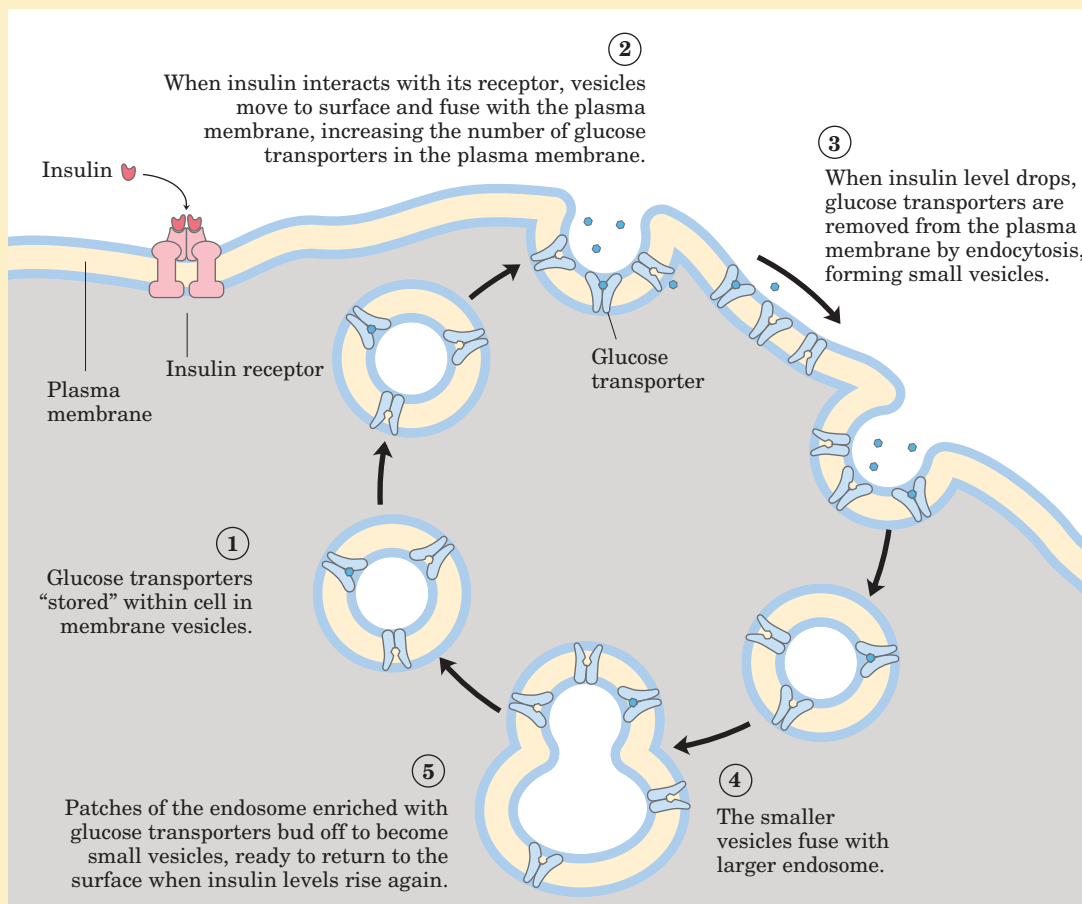 2
When insulin interacts with its receptor, vesicles
move to surface and fuse with the plasma
membrane, increasing the number of glucose
transporters in the plasma membrane.
3
When insulin level drops,
glucose transporters are
removed from the plasma
membrane by endocytosis,
forming small vesicles.
Insulin
Insulin receptor
Plasma
membrane
Glucose
transporter
1
Glucose transporters
“stored” within cell in
membrane vesicles.
5
Patches of the endosome enriched with
glucose transporters bud off to become
small vesicles, ready to return to the
surface when insulin levels rise again.
4
The smaller
vesicles fuse with
larger endosome.